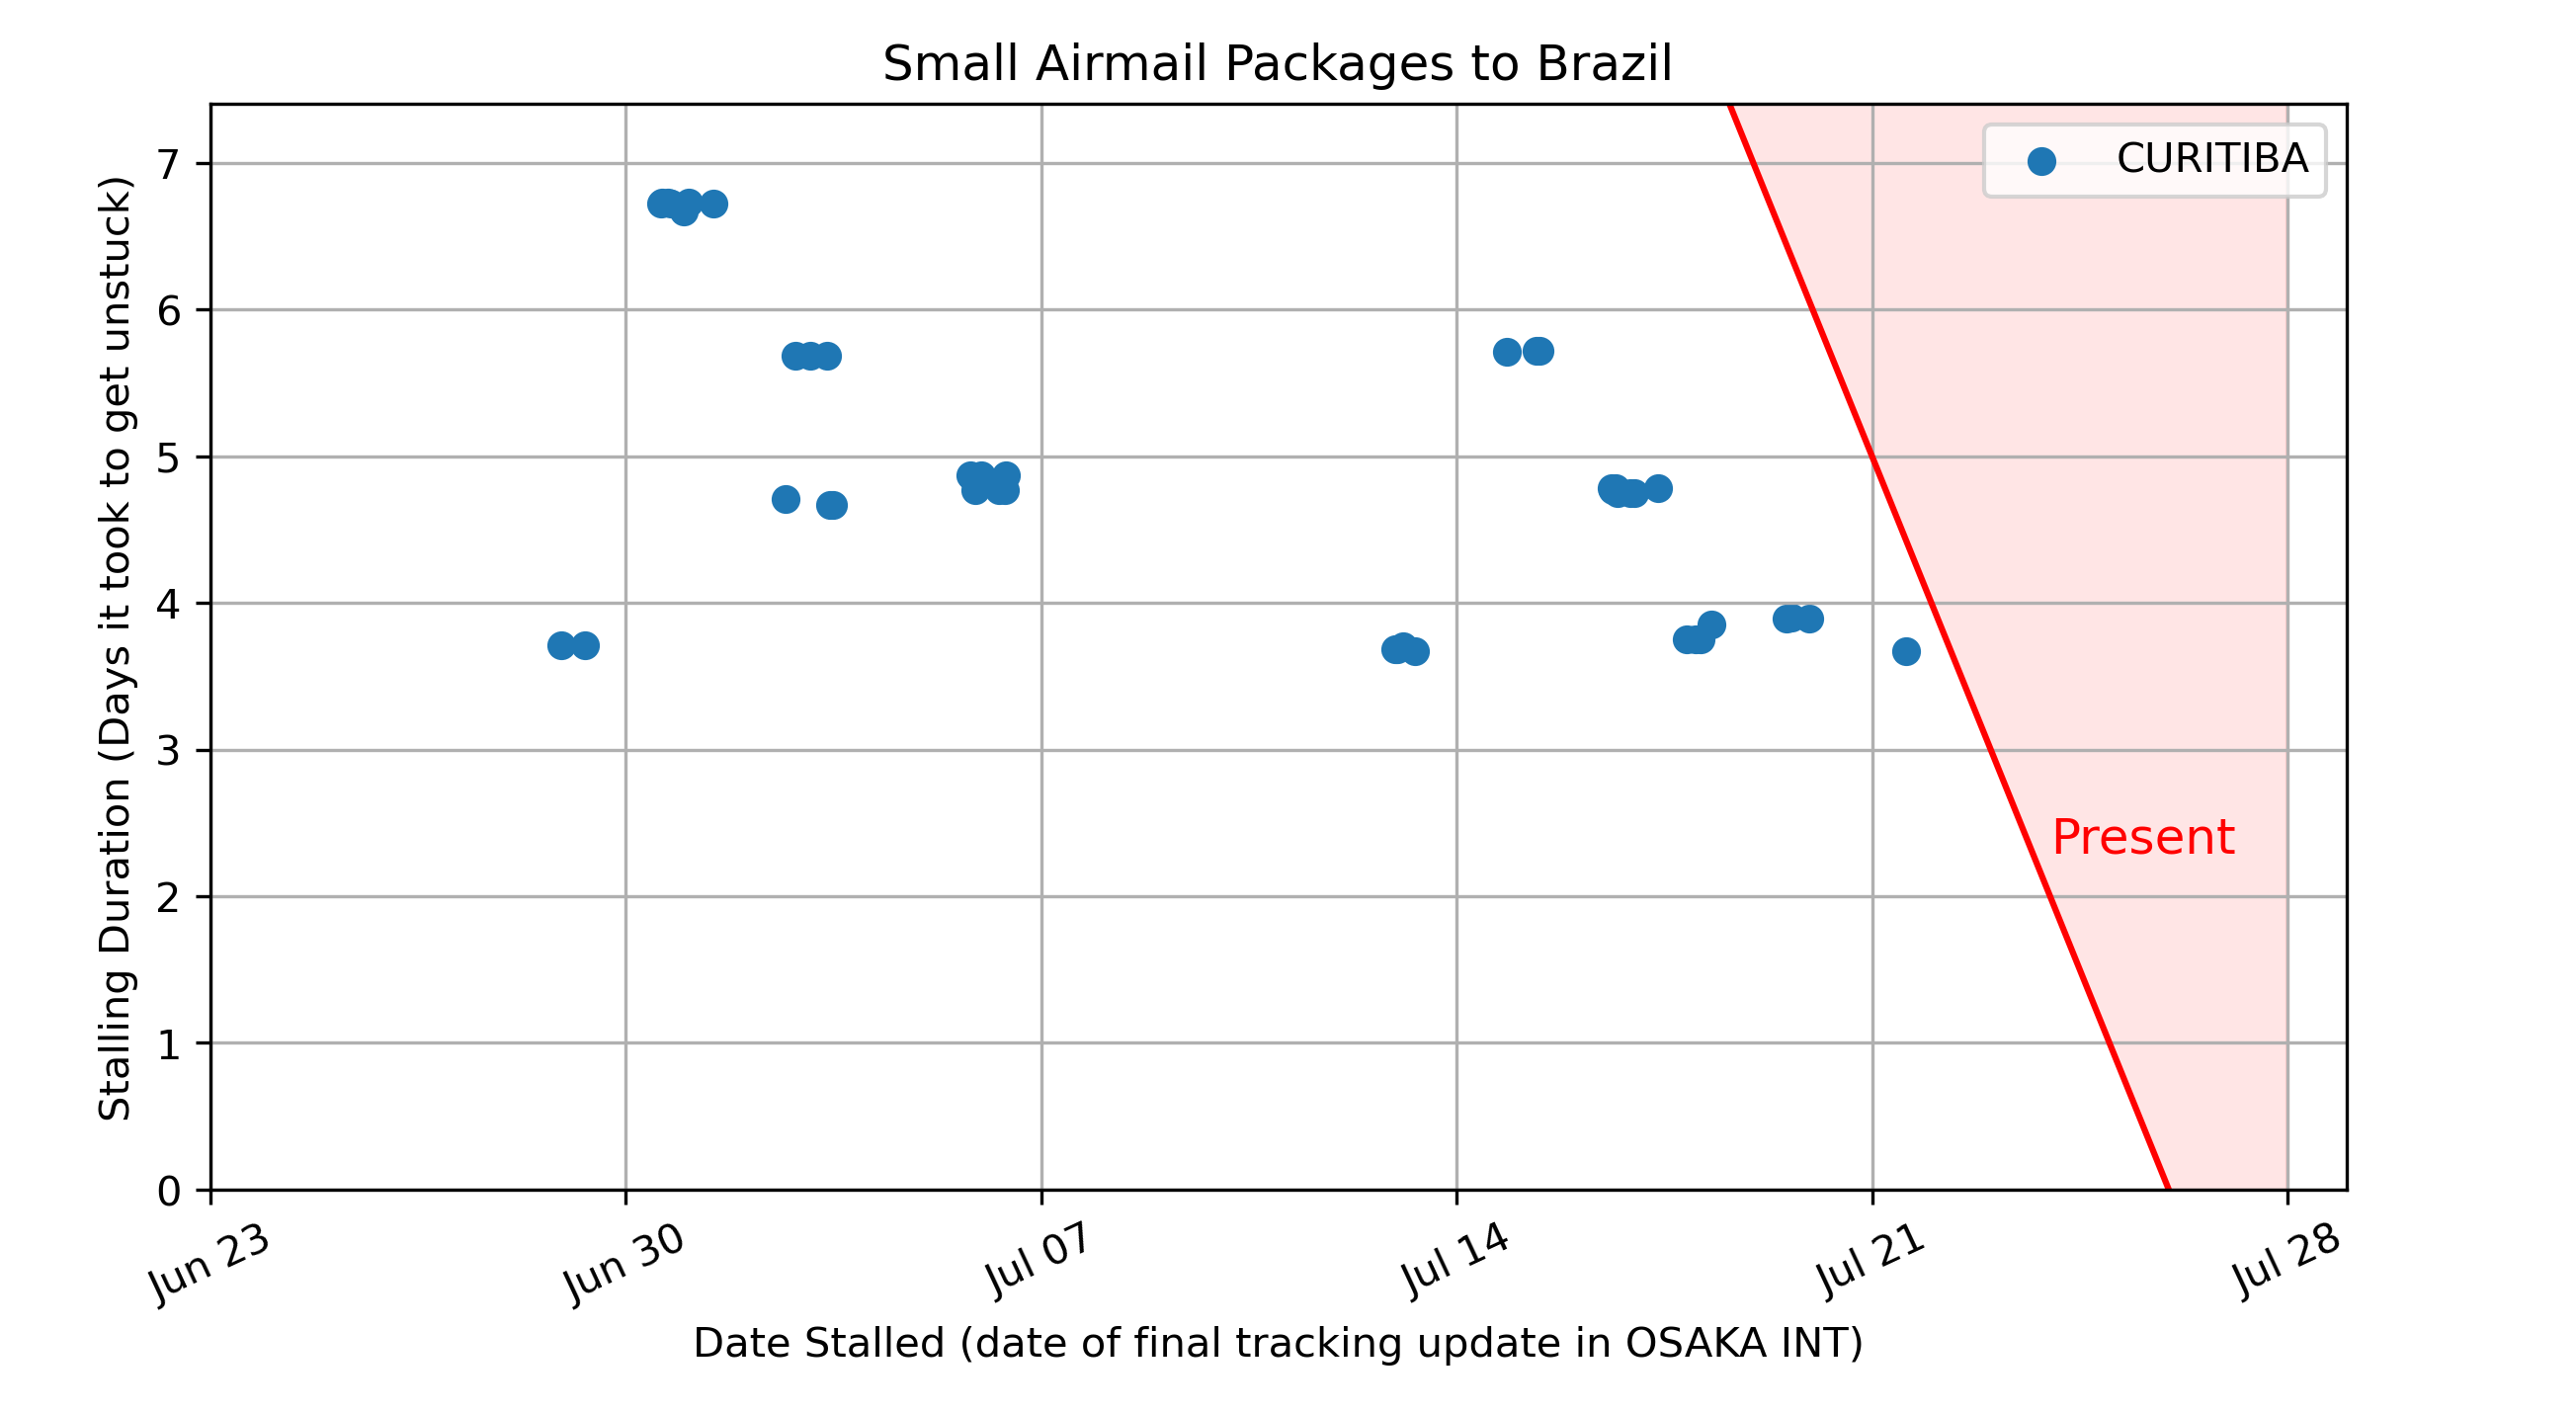 Small Airmail Packages to Brazil
CURITIBA
Stalling Duration (Days it took to get unstuck)
7
6
5
4
3
2
1
0
Present
Jun 23
Jun 30
Jul 07
Jul 14
Jul 21
Jul 28
Date Stalled (date of final tracking update in OSAKA INT)